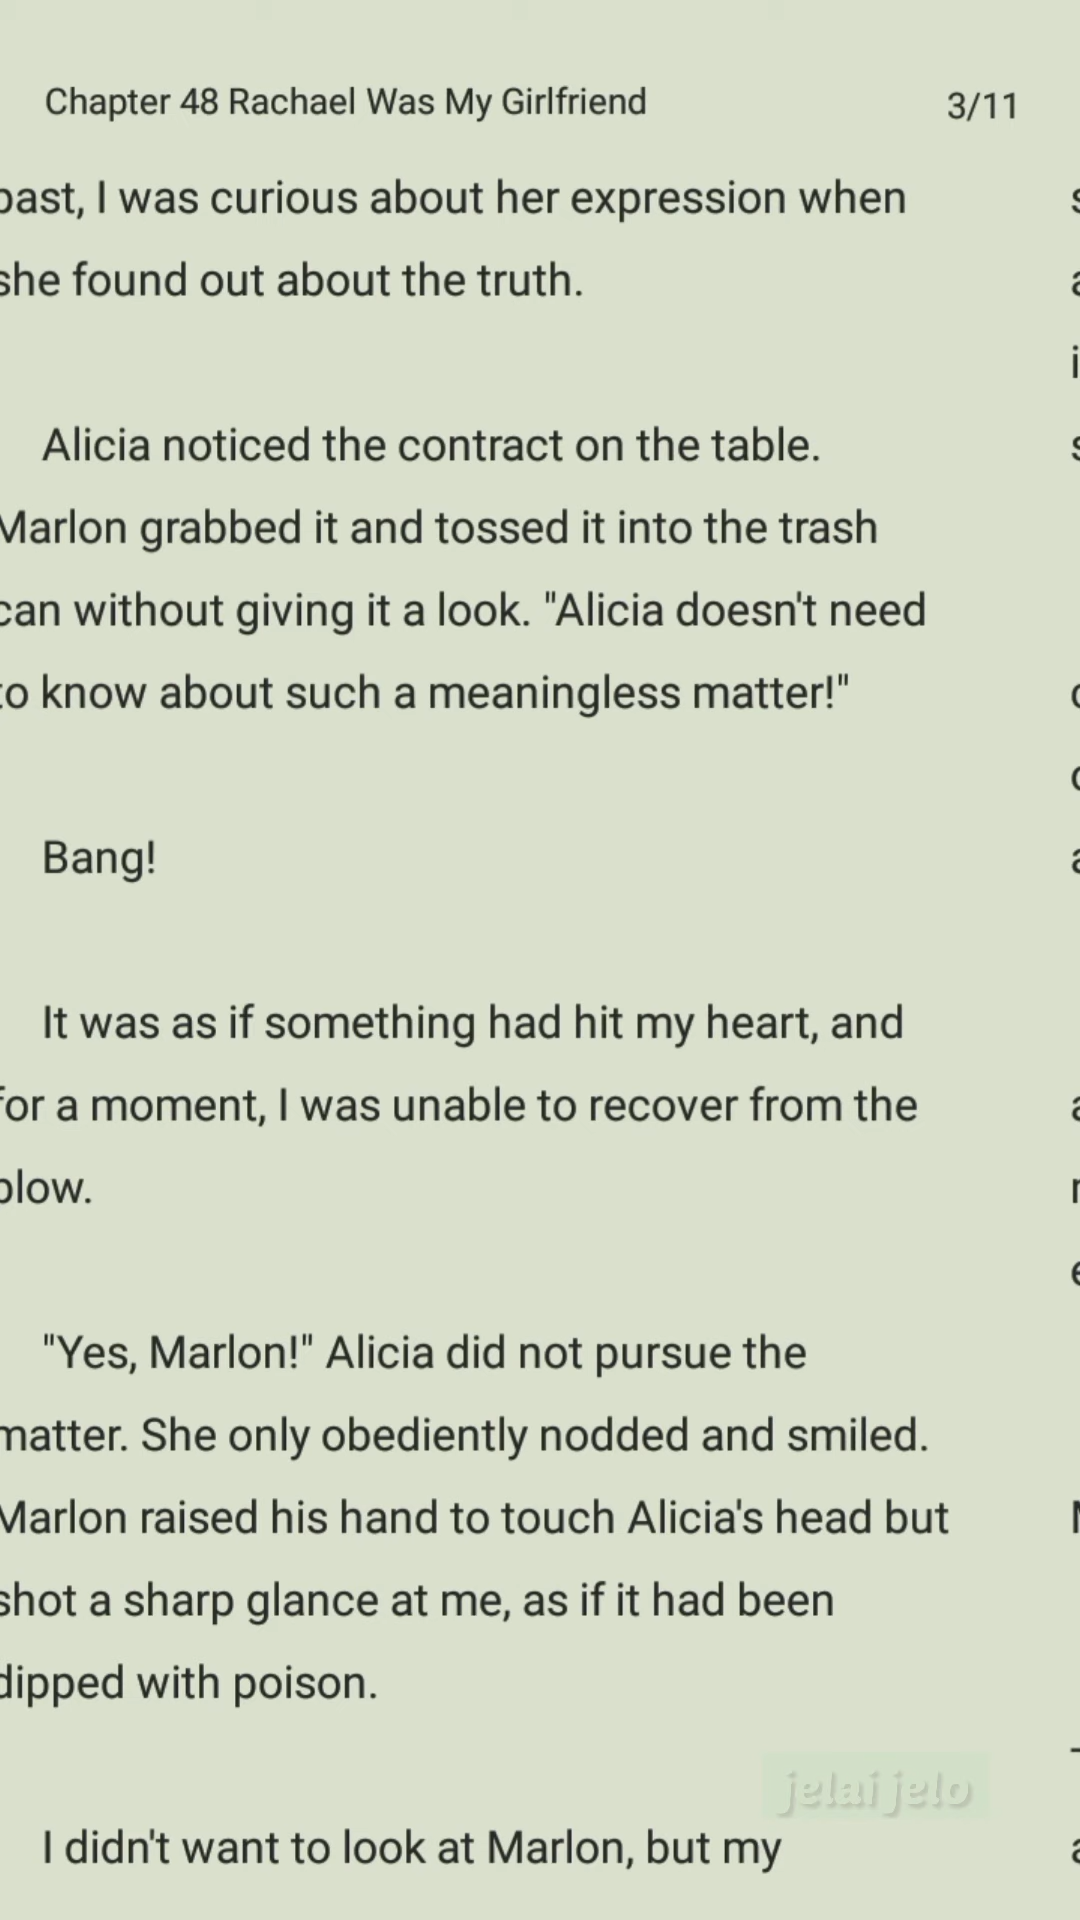 Chapter 48 Rachael Was My Girlfriend
3/11
past, I was curious about her expression when
she found out about the truth.
Alicia noticed the contract on the table.
Marlon grabbed it and tossed it into the trash
can without giving it a look. "Alicia doesn't need
to know about such a meaningless matter!"
Bang!
It was as if something had hit my heart, and
for a moment, I was unable to recover from the
blow.
"Yes, Marlon!" Alicia did not pursue the
matter. She only obediently nodded and smiled.
Marlon raised his hand to touch Alicia's head but
shot a sharp glance at me, as if it had been
dipped with poison.
jelai jelo
I didn't want to look at Marlon, but my